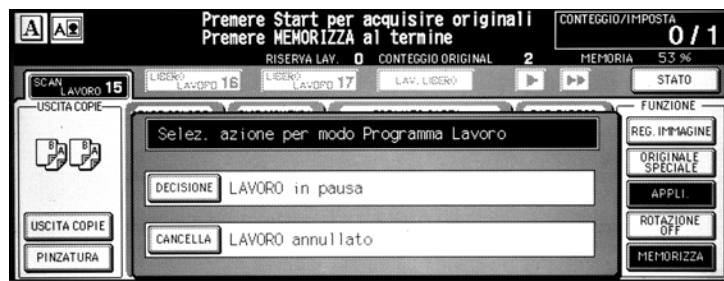 A A
Premere Start per acquisire originali
Premere MEMORIZZA al termine
CONTEGGIO/IMPOSTA
0/1
RISERVA LAV. 0 CONTEGGIO ORIGINAL 2 MEMORIA 53 %
SCAN LAVORO 15
LIBERO LAVORO 16
LIBERO LAVORO 17
LAV. LIBERO
STATO
USCITA COPIE
FUNZIONE
Selez. azione per modo Programma Lavoro
REG. IMMAGINE
ORIGINALE SPECIALE
DECISIONE LAVORO in pausa
APPLI.
USCITA COPIE
CANCELLA LAVORO annullato
ROTAZIONE OFF
PINZATURA
MEMORIZZA